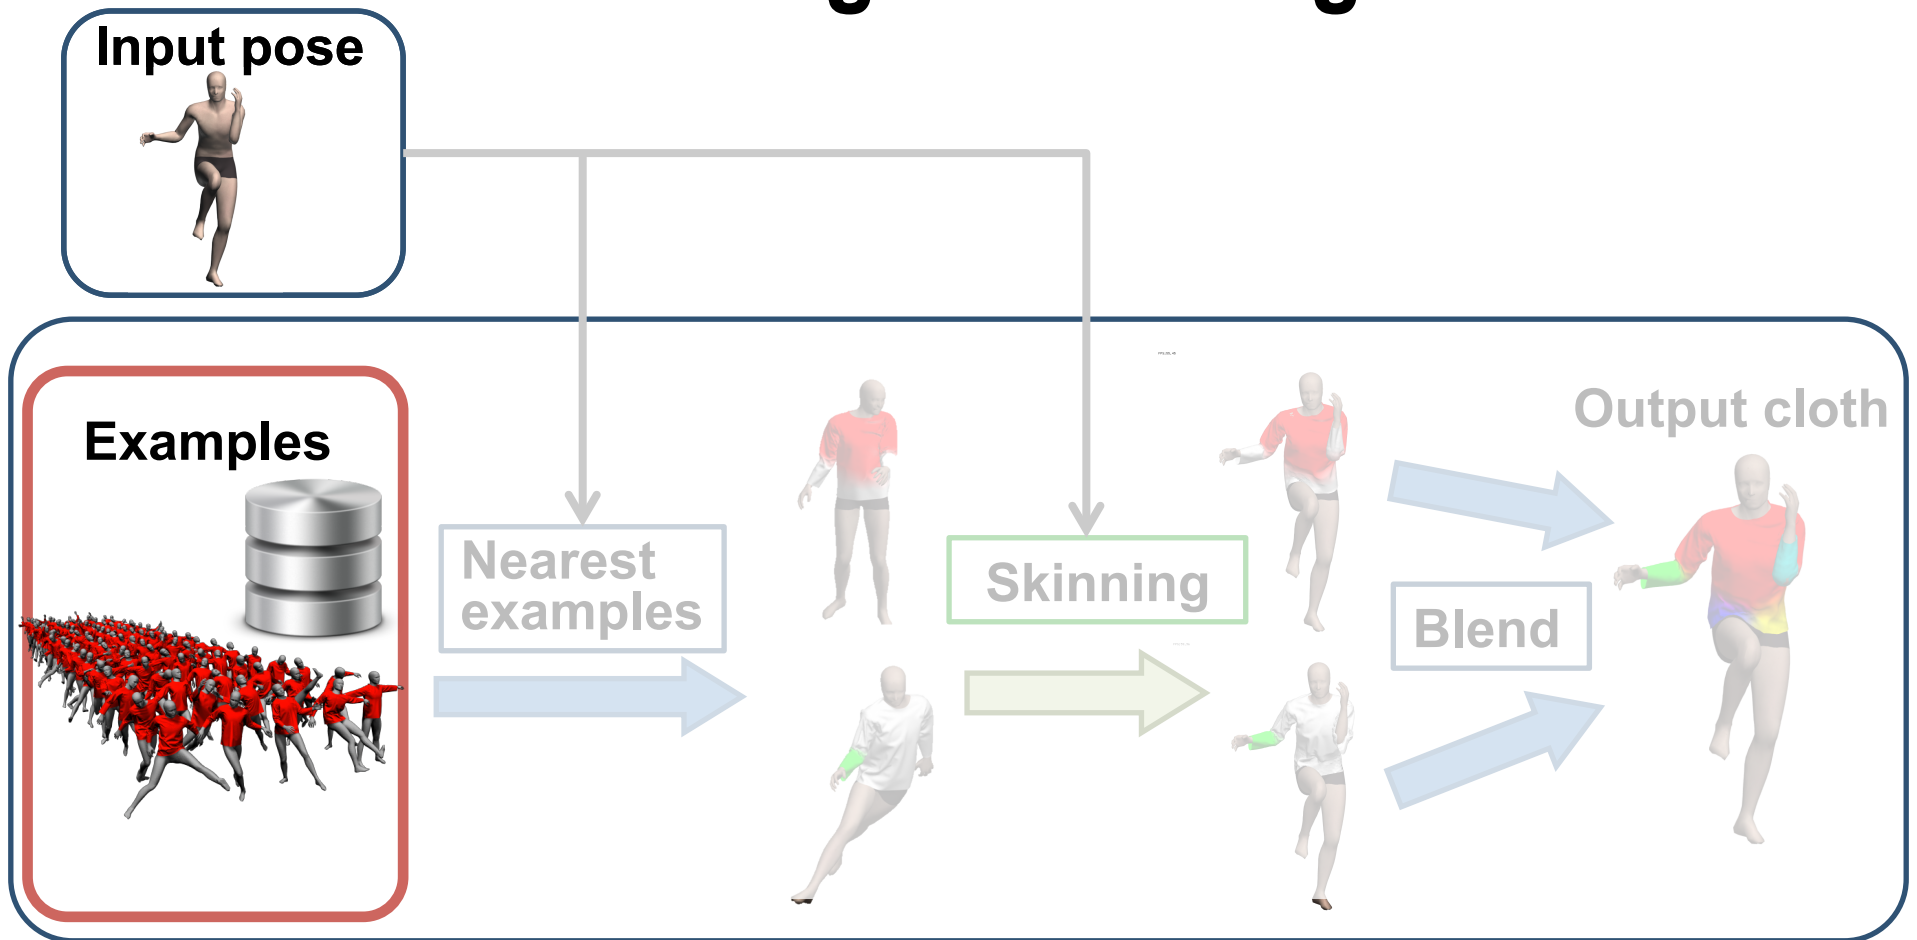 Input pose
Examples
Nearest
examples
Skinning
Blend
Output cloth